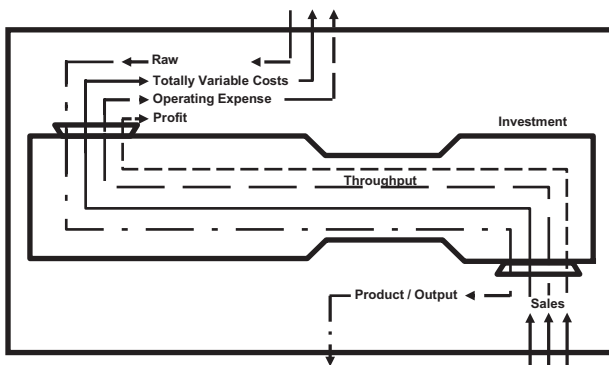 Raw
Totally Variable Costs
Operating Expense
Profit
Investment
Throughput
Product / Output
Sales